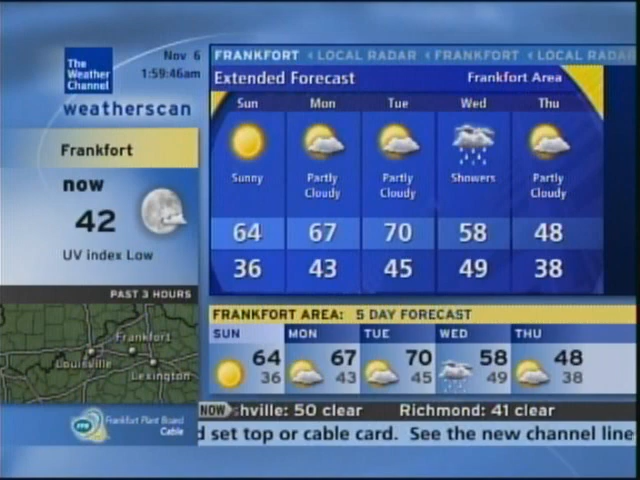 The
Weather
Channel
Nov 6
1:59:46am
weatherscan
Frankfort
now
42
UV index Low
PAST 3 HOURS
Frankfort
Louisville
Lexington
Frankfort Plant Board
Cable
FRANKFORT LOCAL RADAR FRANKFORT LOCAL RADAR
Extended Forecast Frankfort Area
Sun Mon Tue Wed Thu
Sunny Partly Cloudy Partly Cloudy Showers Partly Cloudy
64 67 70 58 48
36 43 45 49 38
FRANKFORT AREA: 5 DAY FORECAST
SUN MON TUE WED THU
64 67 70 58 48
36 43 45 49 38
NOW hville: 50 clear Richmond: 41 clear
d set top or cable card. See the new channel line